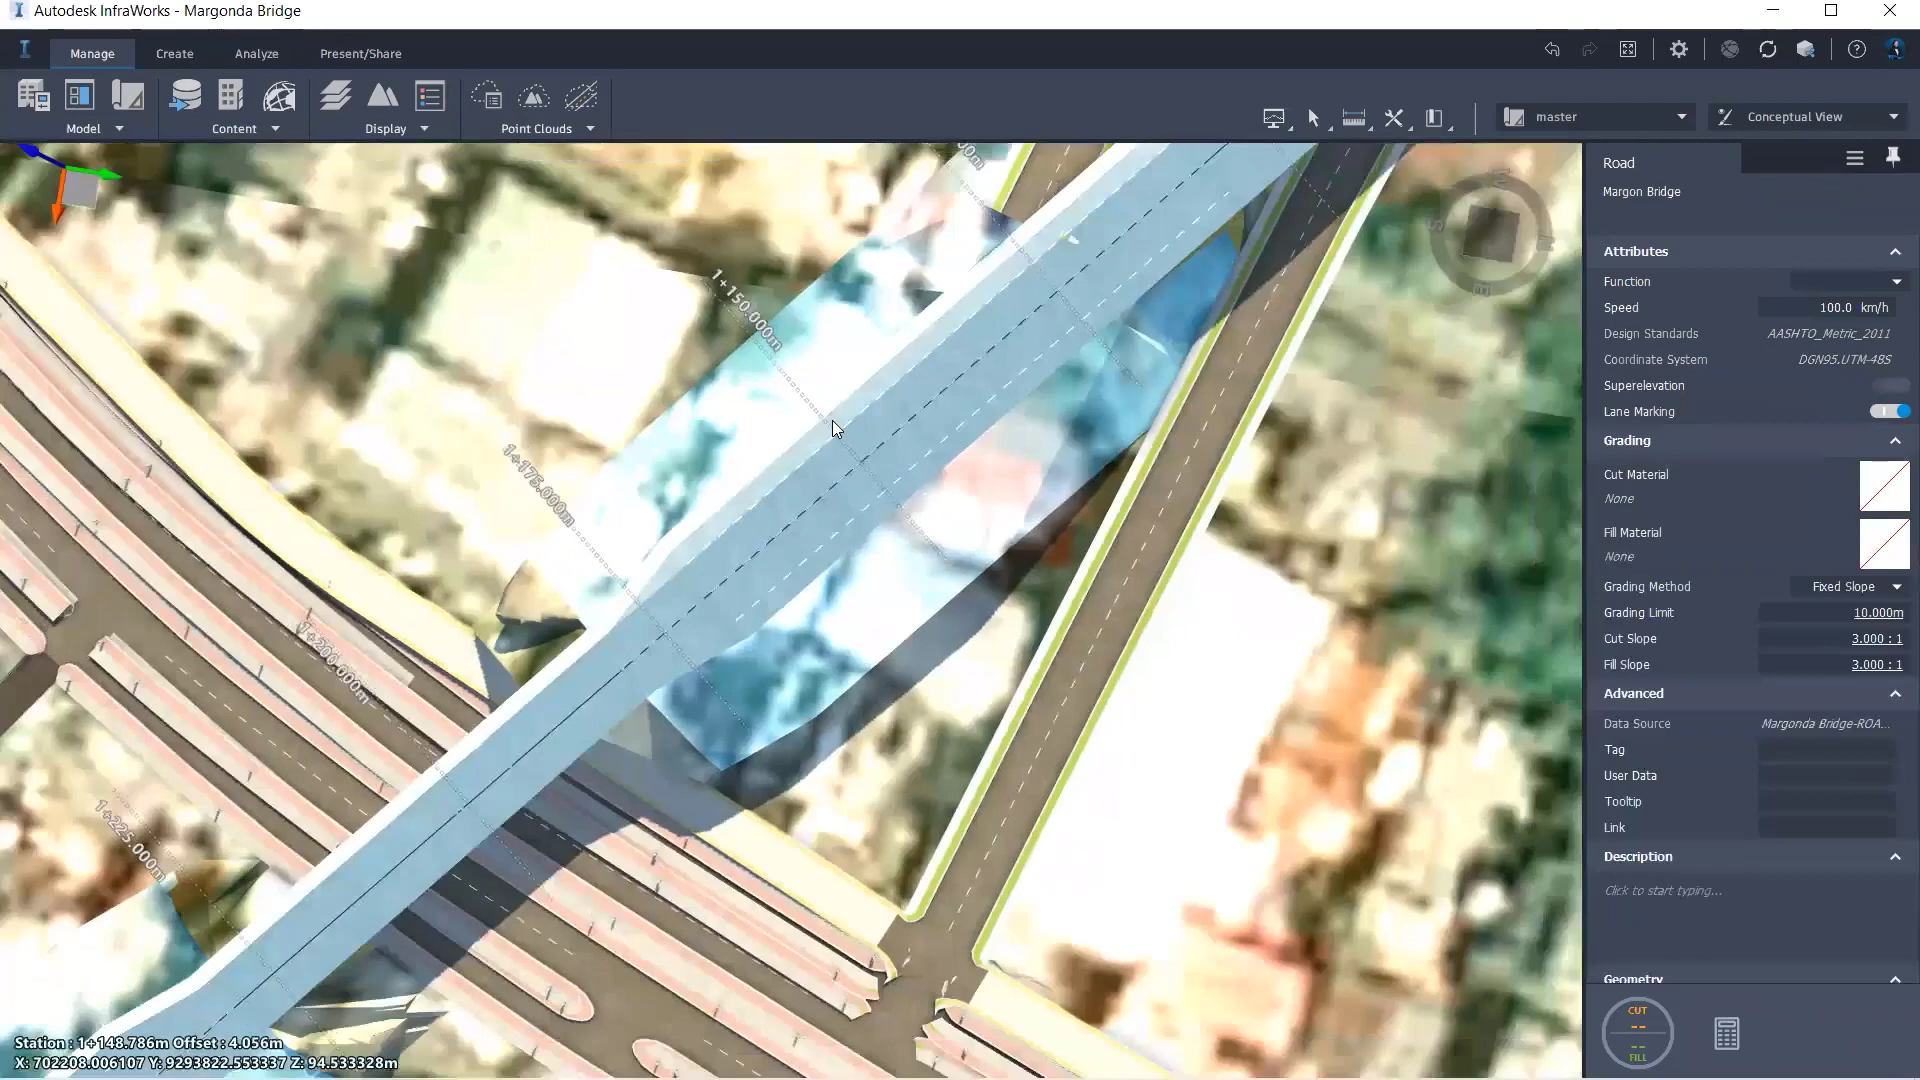 Autodesk InfraWorks - Margonda Bridge
Manage
Create
Analyze
Present/Share
Model
Content
Display
Point Clouds
master
Conceptual View
00m
1+150.000m
1+175.000m
1+200.000m
1+225.000m
Road
Margon Bridge
Attributes
Function
Speed 100.0 km/h
Design Standards AASHTO_Metric_2011
Coordinate System DGN95.UTM-48S
Superelevation
Lane Marking
Grading
Cut Material
None
Fill Material
None
Grading Method Fixed Slope
Grading Limit 10.000m
Cut Slope 3.000 : 1
Fill Slope 3.000 : 1
Advanced
Data Source Margonda Bridge-ROA...
Tag
User Data
Tooltip
Link
Description
Click to start typing...
Geometry
CUT
--
--
FILL
Station : 1+148.786m Offset : 4.056m
X: 702208.006107 Y: 9293822.553337 Z: 94.533328m